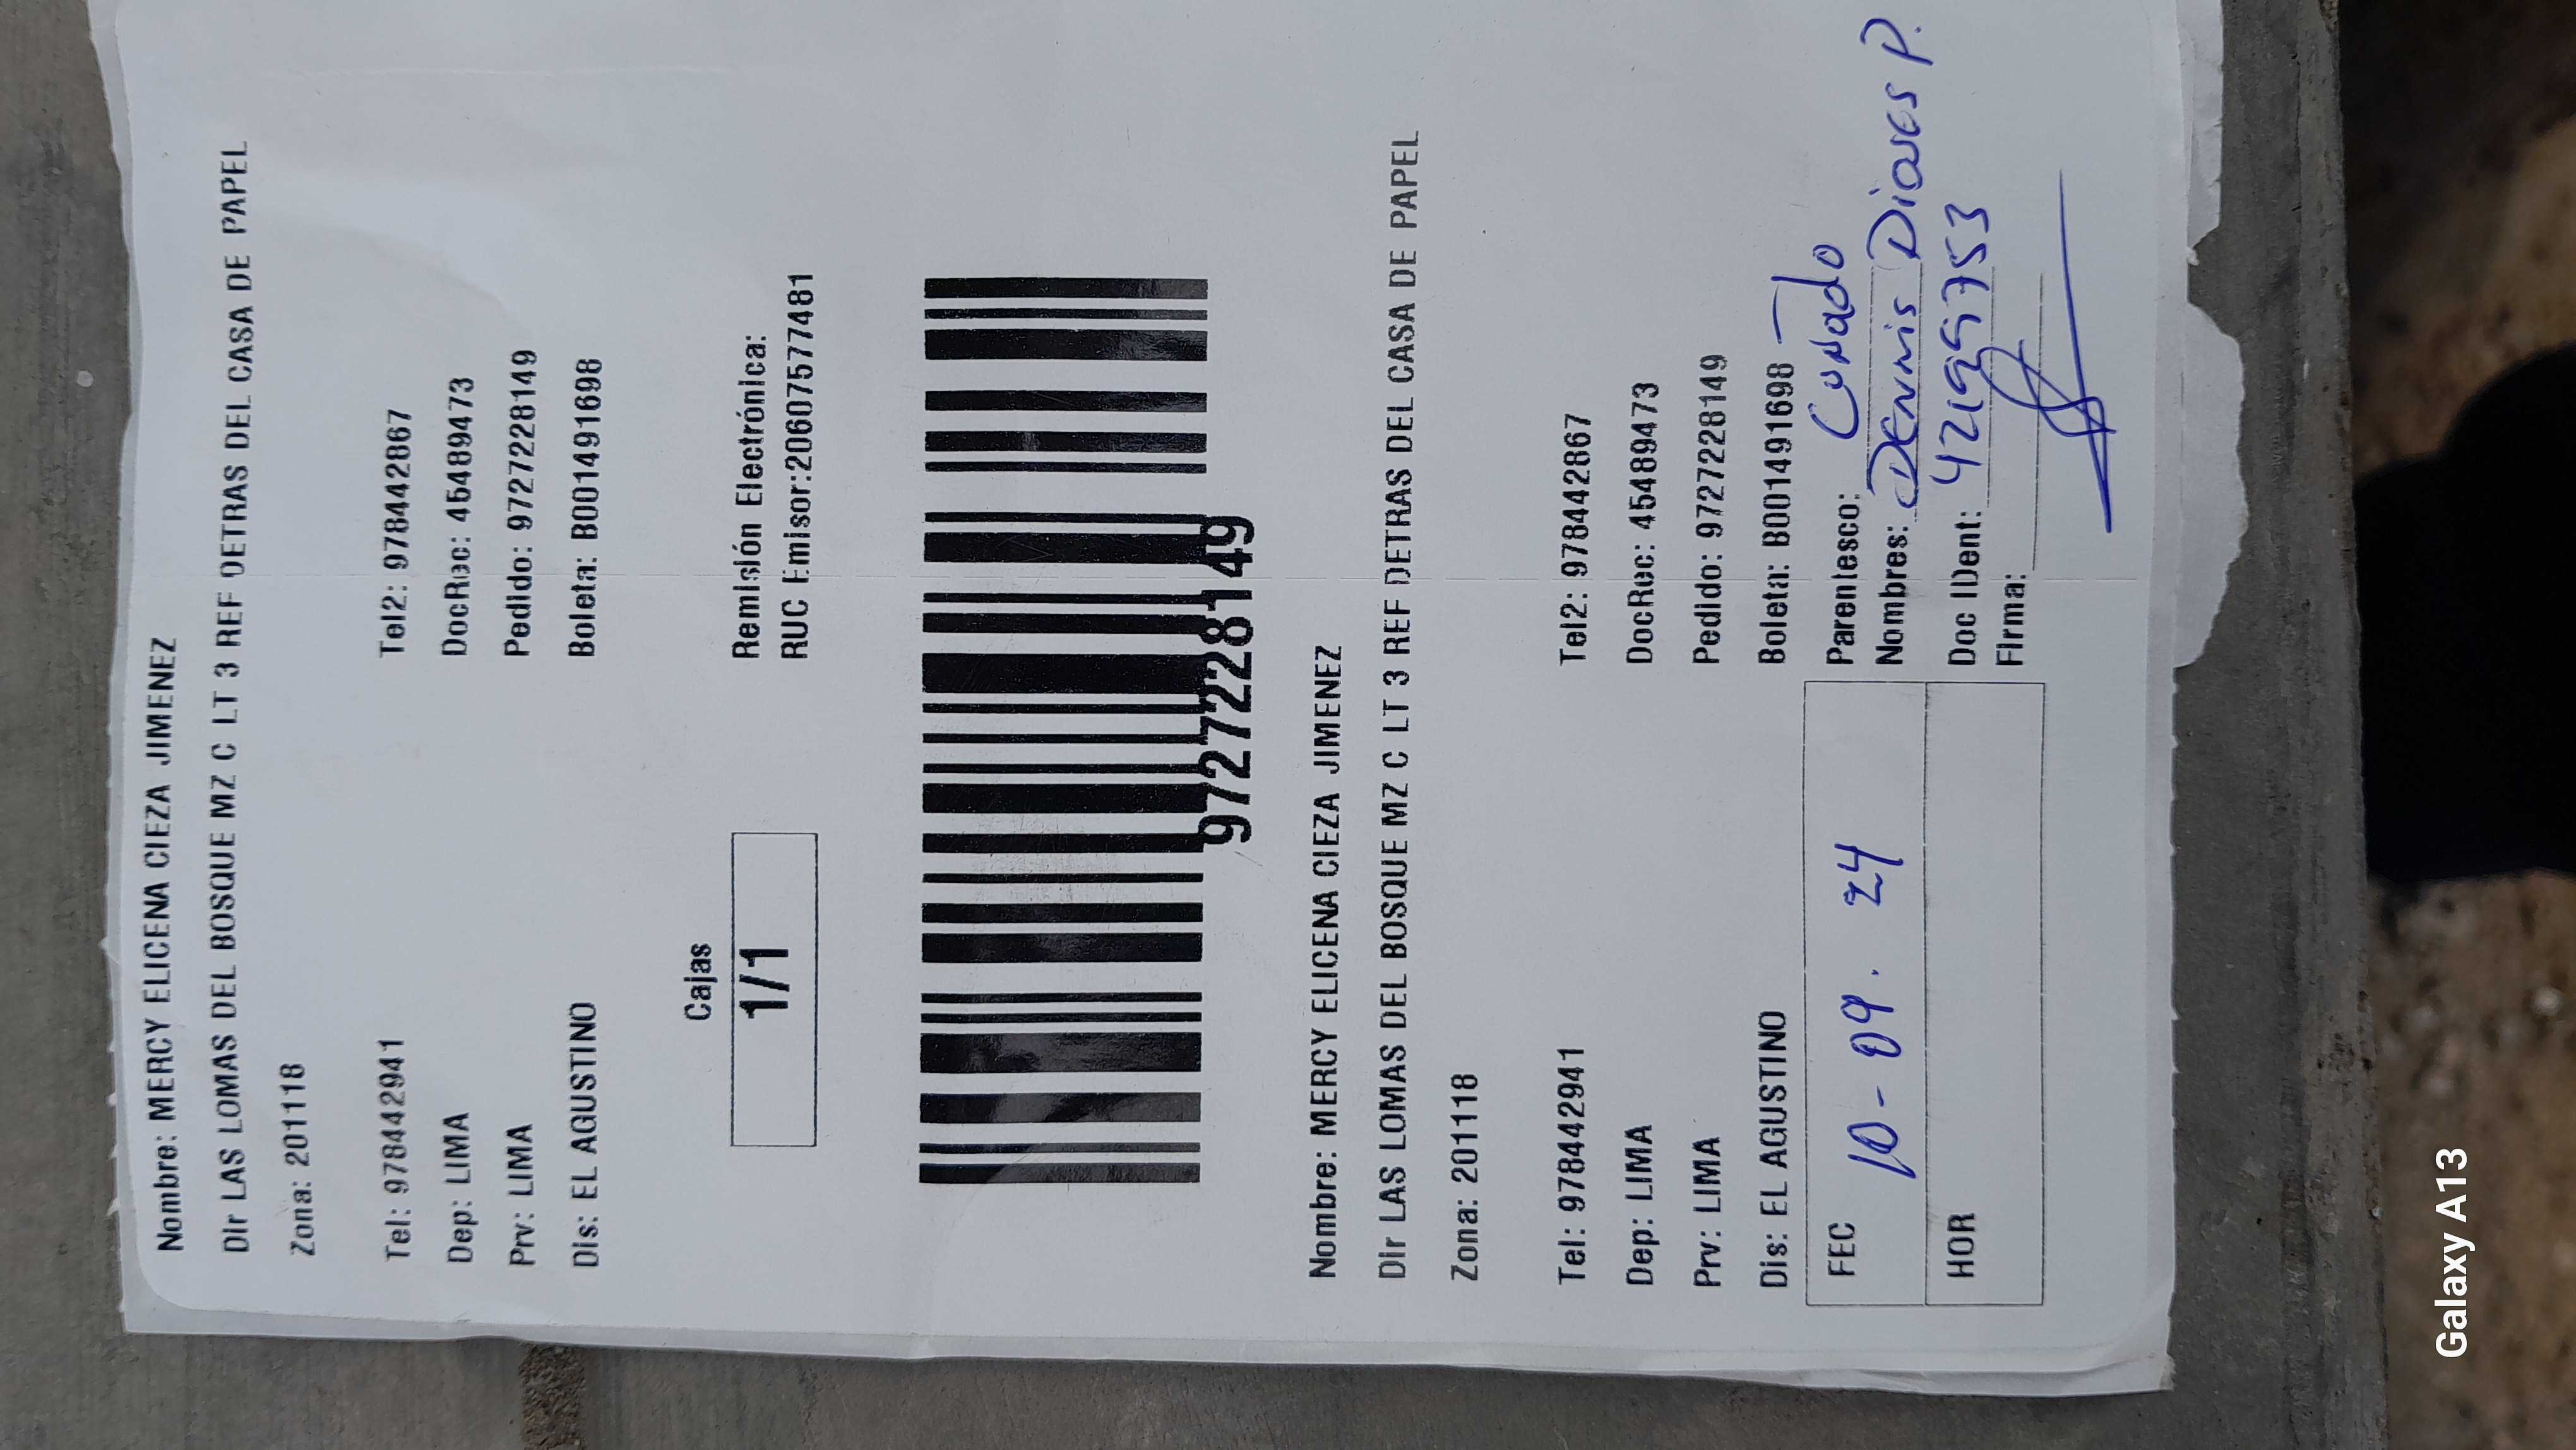 Nombre: MERCY ELICENA CIEZA JIMENEZ
Dir LAS LOMAS DEL BOSQUE MZ C LT 3 REF DETRAS DEL CASA DE PAPEL
Zona: 201118
Tel: 978442941 Tel2: 978442867
Dep: LIMA DocRec: 45489473
Prv: LIMA Pedido: 9727228149
Dis: EL AGUSTINO Boleta: B001491698
Cajas
1/1
Remisión Electrónica:
RUC Emisor:20607577481
9727228149
Nombre: MERCY ELICENA CIEZA JIMENEZ
Dir LAS LOMAS DEL BOSQUE MZ C LT 3 REF DETRAS DEL CASA DE PAPEL
Zona: 201118
Tel: 978442941 Tel2: 978442867
Dep: LIMA DocRec: 45489473
Prv: LIMA Pedido: 9727228149
Dis: EL AGUSTINO Boleta: B001491698
FEC 10-09. 24
HOR
Parentesco: Cuñado
Nombres: Dennis Dioses P.
Doc IDent: 42199753
Firma:
Galaxy A13